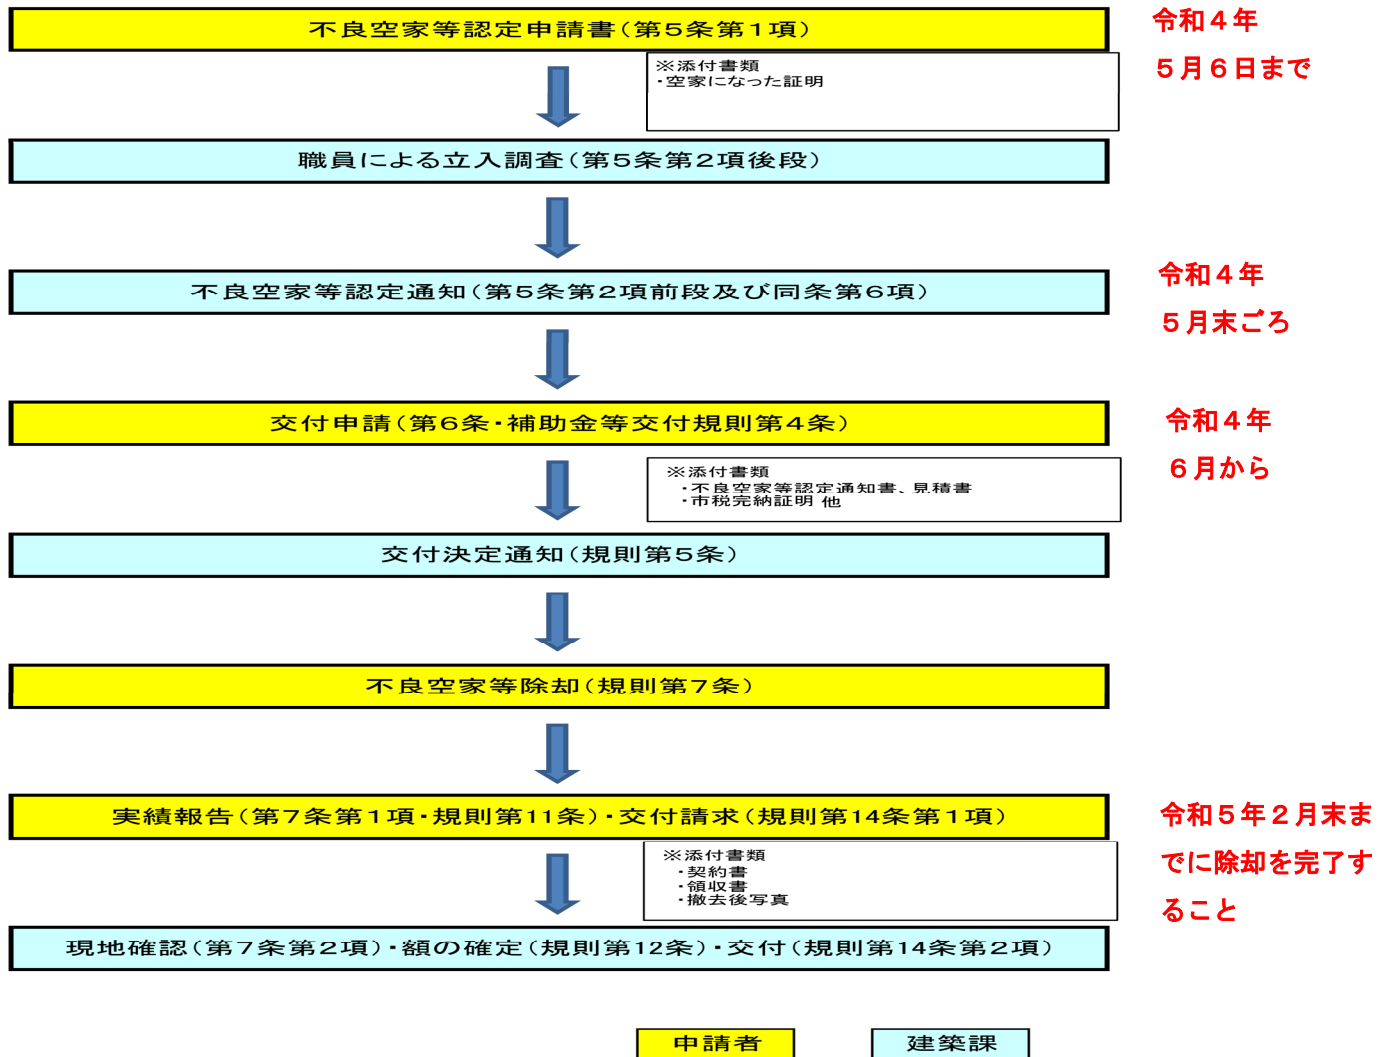 不良空家等認定申請書（第5条第1項）
令和４年
５月６日まで
※添付書類
・空家になった証明
職員による立入調査（第5条第2項後段）
不良空家等認定通知（第5条第2項前段及び同条第6項）
令和４年
５月末ごろ
交付申請（第6条・補助金等交付規則第4条）
令和４年
６月から
※添付書類
・不良空家等認定通知書、見積書
・市税完納証明 他
交付決定通知（規則第5条）
不良空家等除却（規則第7条）
実績報告（第7条第1項・規則第11条）・交付請求（規則第14条第1項）
令和５年２月末ま
でに除却を完了す
ること
※添付書類
・契約書
・領収書
・撤去後写真
現地確認（第7条第2項）・額の確定（規則第12条）・交付（規則第14条第2項）
申請者
建築課